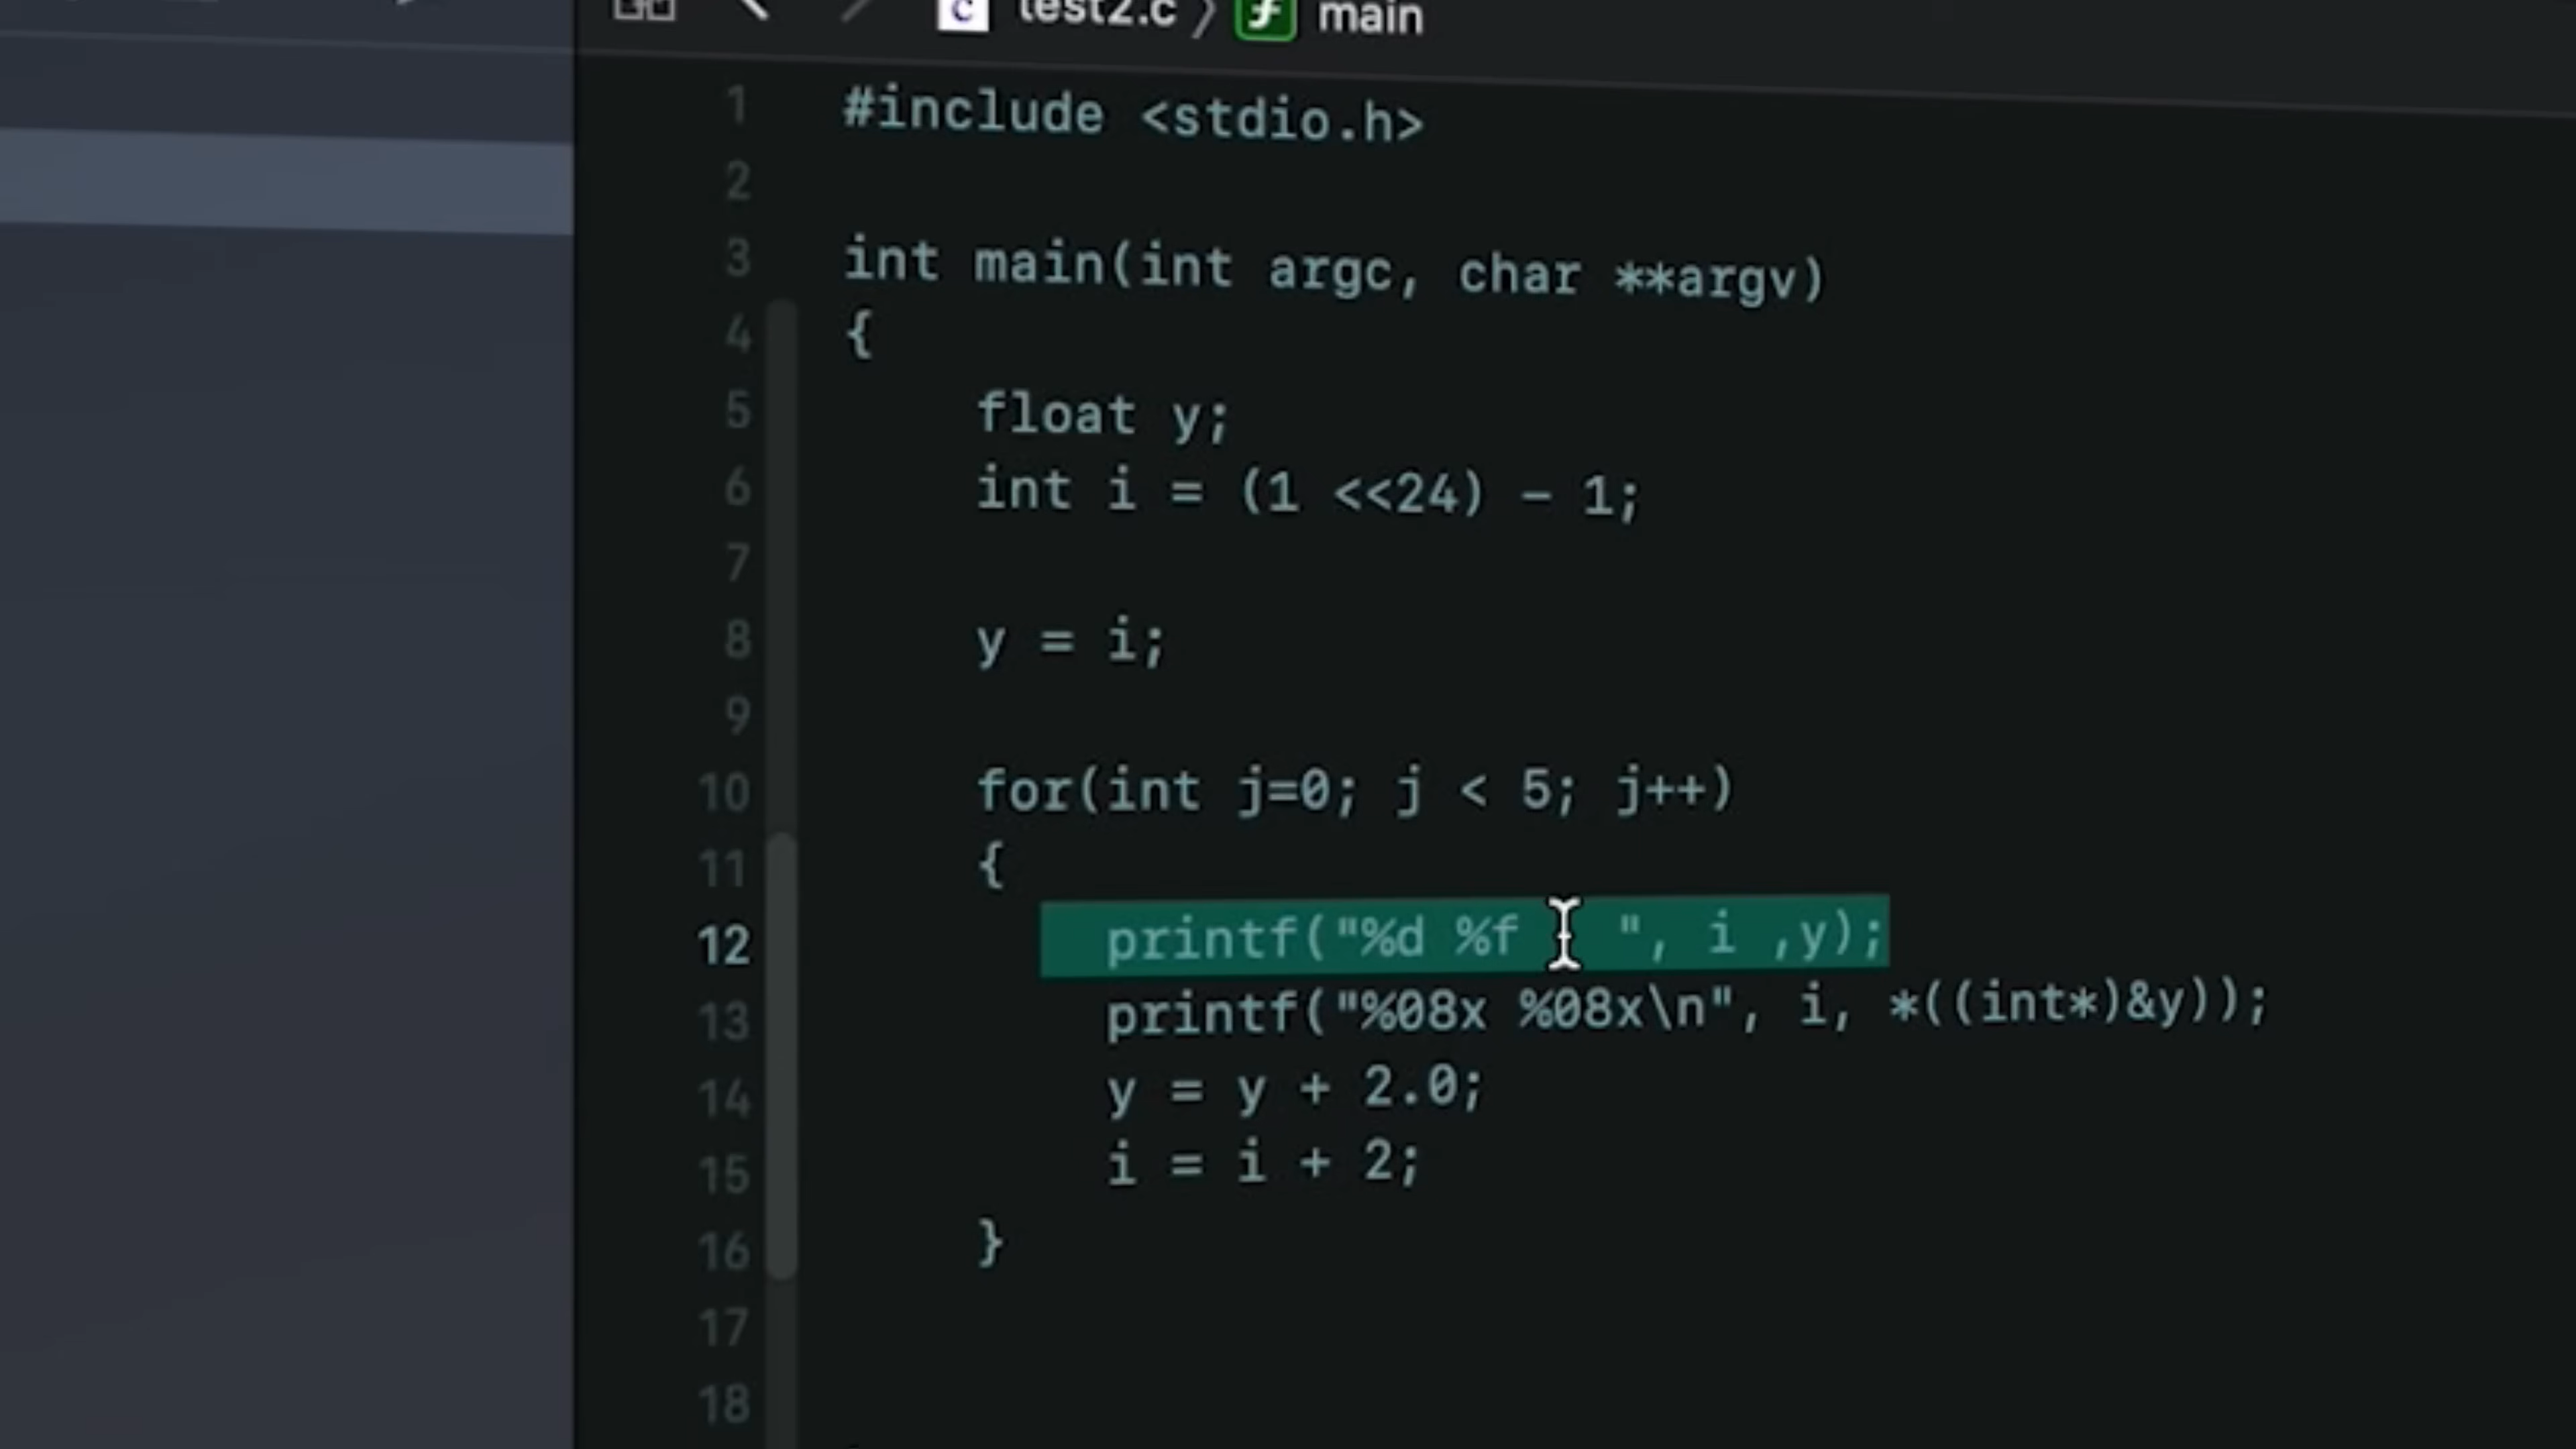 test2.c › main
1 #include <stdio.h>
2
3 int main(int argc, char **argv)
4 {
5 float y;
6 int i = (1 <<24) - 1;
7
8 y = i;
9
10 for(int j=0; j < 5; j++)
11 {
12 printf("%d %f  ", i ,y);
13 printf("%08x %08x\n", i, *((int*)&y));
14 y = y + 2.0;
15 i = i + 2;
16 }
17
18